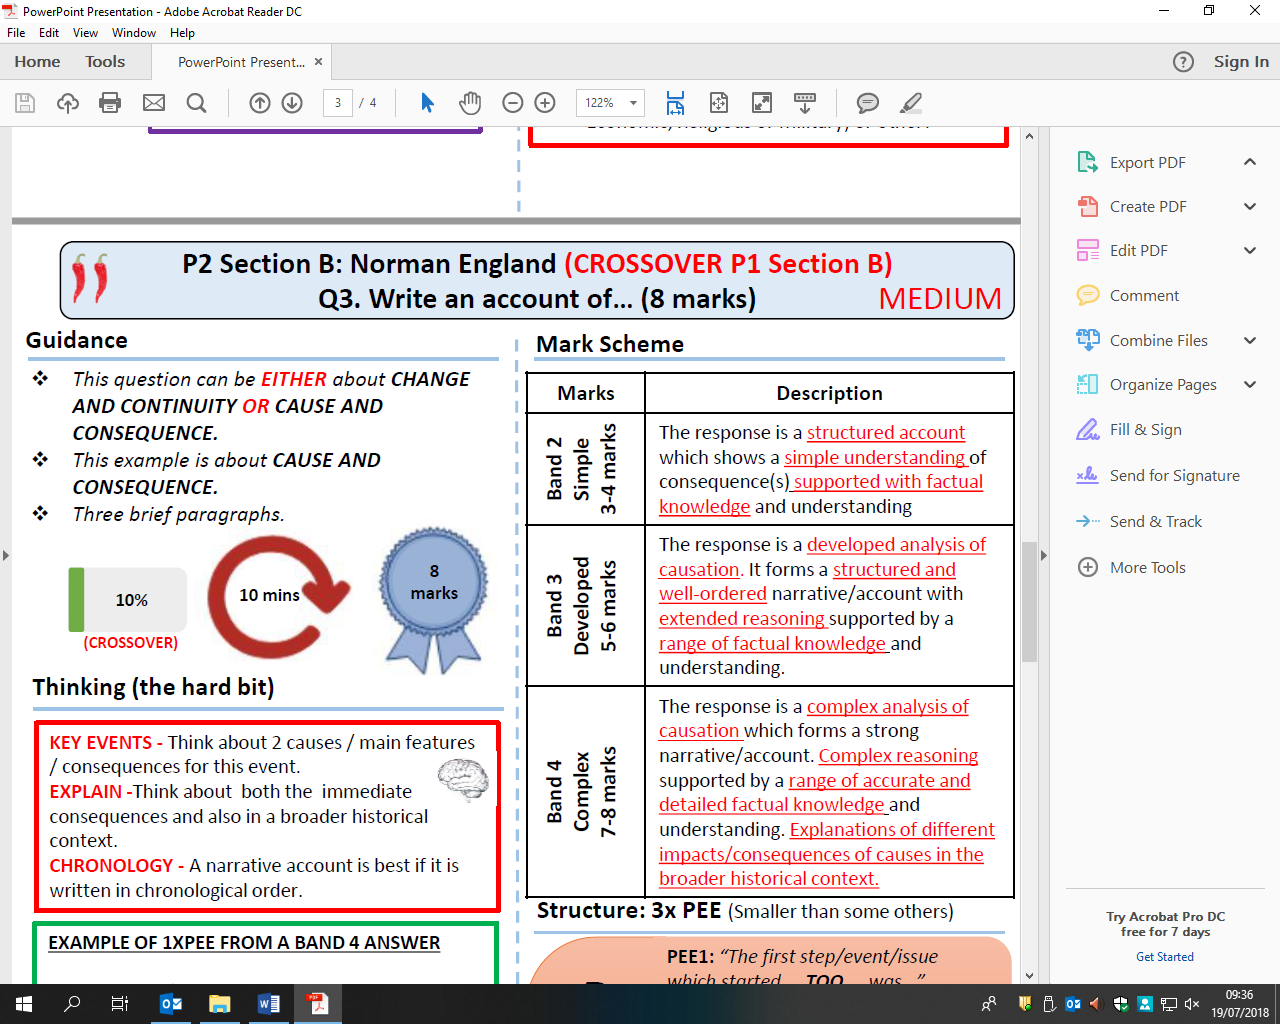 PowerPoint Presentation - Adobe Acrobat Reader DC
File Edit View Window Help
Home Tools PowerPoint Present... × Sign In
3 / 4 122%
P2 Section B: Norman England (CROSSOVER P1 Section B)
Q3. Write an account of... (8 marks) MEDIUM
Guidance
❖ This question can be EITHER about CHANGE
AND CONTINUITY OR CAUSE AND
CONSEQUENCE.
❖ This example is about CAUSE AND
CONSEQUENCE.
❖ Three brief paragraphs.
10%
(CROSSOVER)
10 mins
8
marks
Thinking (the hard bit)
KEY EVENTS - Think about 2 causes / main features
/ consequences for this event.
EXPLAIN -Think about both the immediate
consequences and also in a broader historical
context.
CHRONOLOGY - A narrative account is best if it is
written in chronological order.
EXAMPLE OF 1XPEE FROM A BAND 4 ANSWER
Mark Scheme
Marks Description
Band 2
Simple
3-4 marks
The response is a structured account
which shows a simple understanding of
consequence(s) supported with factual
knowledge and understanding
Band 3
Developed
5-6 marks
The response is a developed analysis of
causation. It forms a structured and
well-ordered narrative/account with
extended reasoning supported by a
range of factual knowledge and
understanding.
Band 4
Complex
7-8 marks
The response is a complex analysis of
causation which forms a strong
narrative/account. Complex reasoning
supported by a range of accurate and
detailed factual knowledge and
understanding. Explanations of different
impacts/consequences of causes in the
broader historical context.
Structure: 3x PEE (Smaller than some others)
PEE1: “The first step/event/issue
which started TOO was ”
Export PDF
Create PDF
Edit PDF
Comment
Combine Files
Organize Pages
Fill & Sign
Send for Signature
Send & Track
More Tools
Try Acrobat Pro DC
free for 7 days
Get Started
09:36
19/07/2018